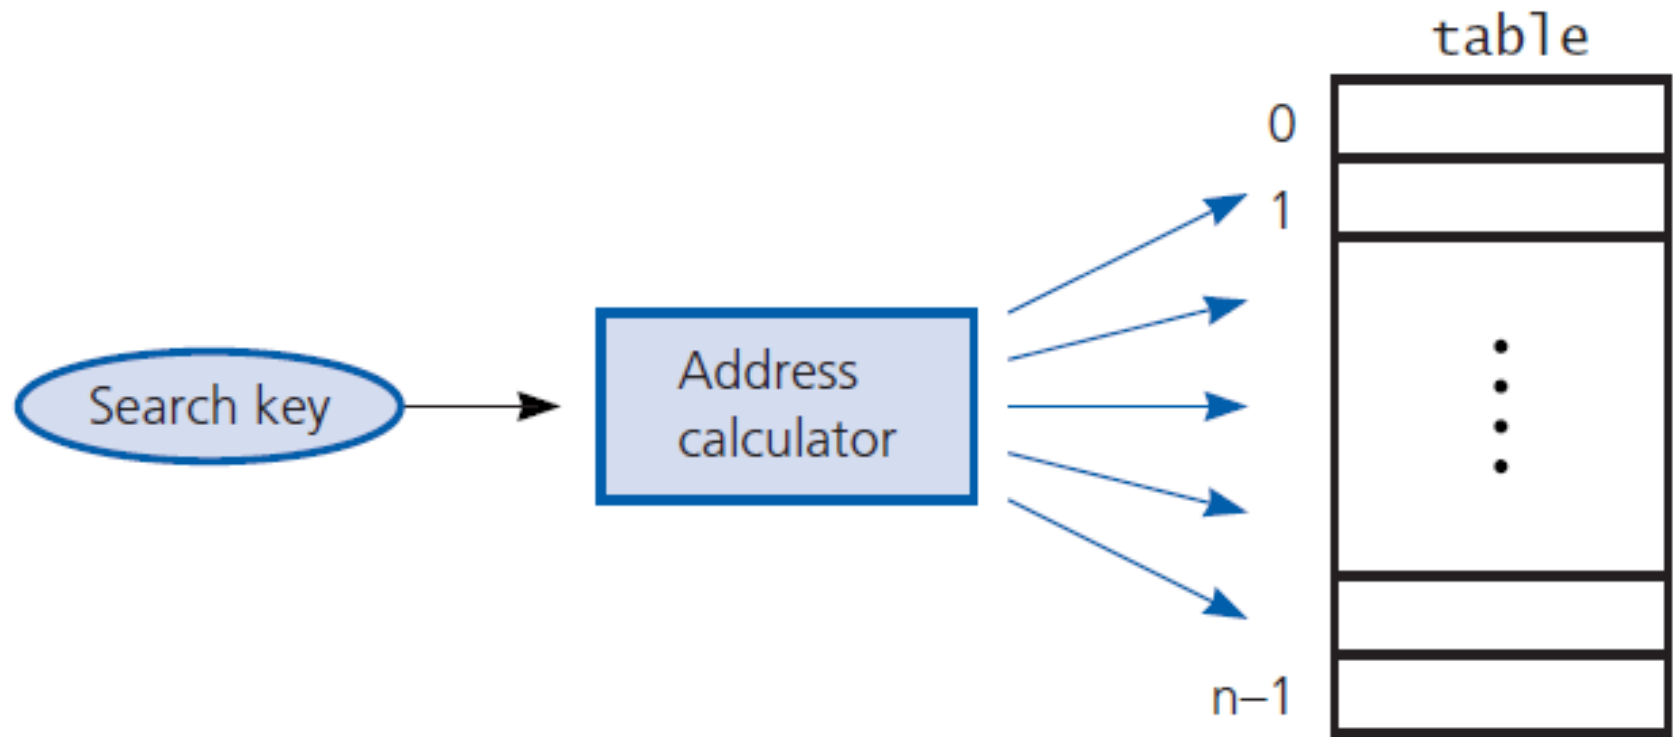 table
0
1
Search key
Address
calculator
n–1